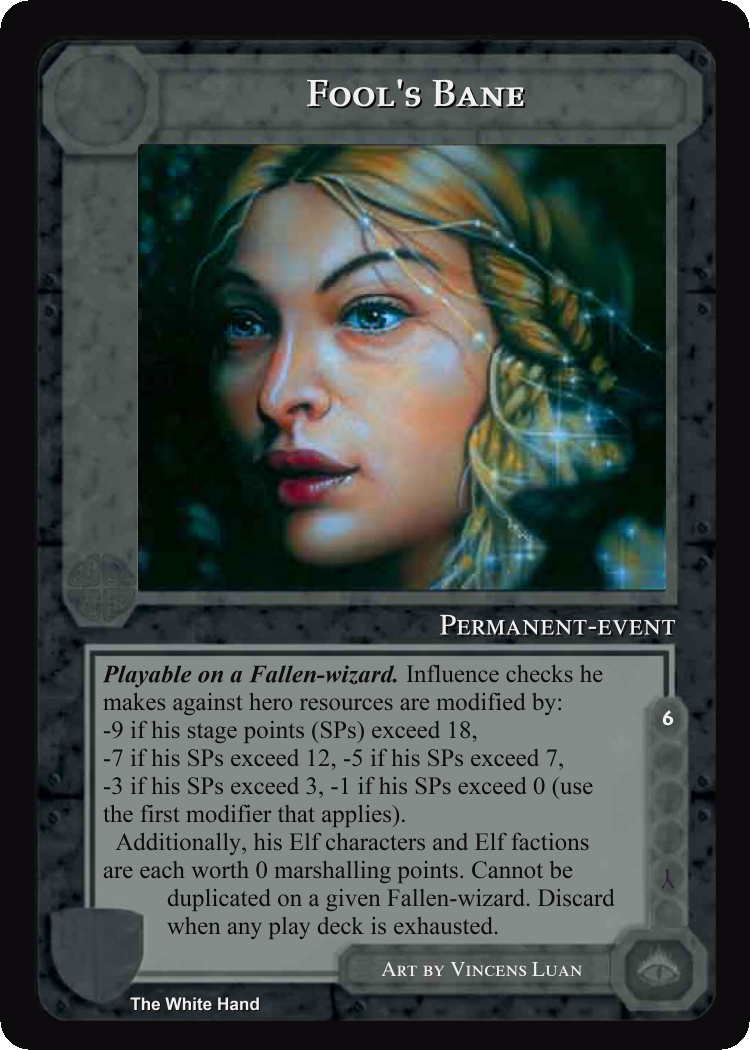 Fool's Bane
Permanent-event
Playable on a Fallen-wizard. Influence checks he
makes against hero resources are modified by:
-9 if his stage points (SPs) exceed 18,
-7 if his SPs exceed 12, -5 if his SPs exceed 7,
-3 if his SPs exceed 3, -1 if his SPs exceed 0 (use
the first modifier that applies).
Additionally, his Elf characters and Elf factions
are each worth 0 marshalling points. Cannot be
duplicated on a given Fallen-wizard. Discard
when any play deck is exhausted.
6
Art by Vincens Luan
The White Hand